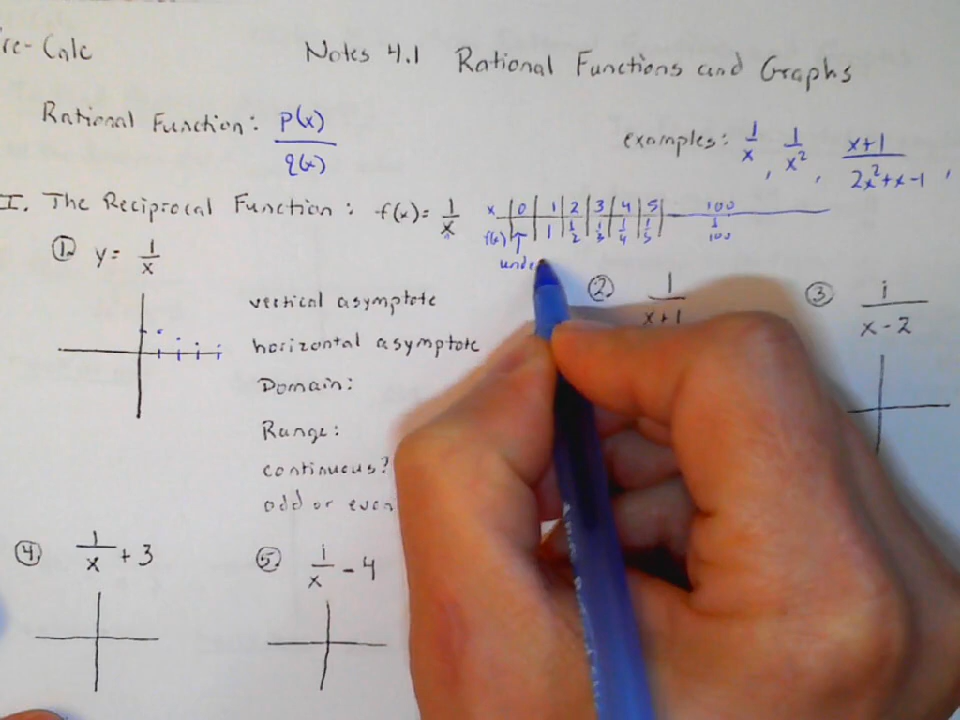 re-Calc Notes 4.1 Rational Functions and Graphs
Rational Function: p(x)/q(x) examples: 1/x, 1/x², x+1/2x²+x-1,
I. The Reciprocal Function: f(x)= 1/x
x 0 1 2 3 4 5 100
f(x) ↑ 1 1/2 1/3 1/4 1/5 1/100
unde
① y= 1/x
vertical asymptote
horizontal asymptote
Domain:
Range:
continuous?
odd or even
② 1/x+1
③ 1/x-2
④ 1/x + 3
⑤ 1/x - 4